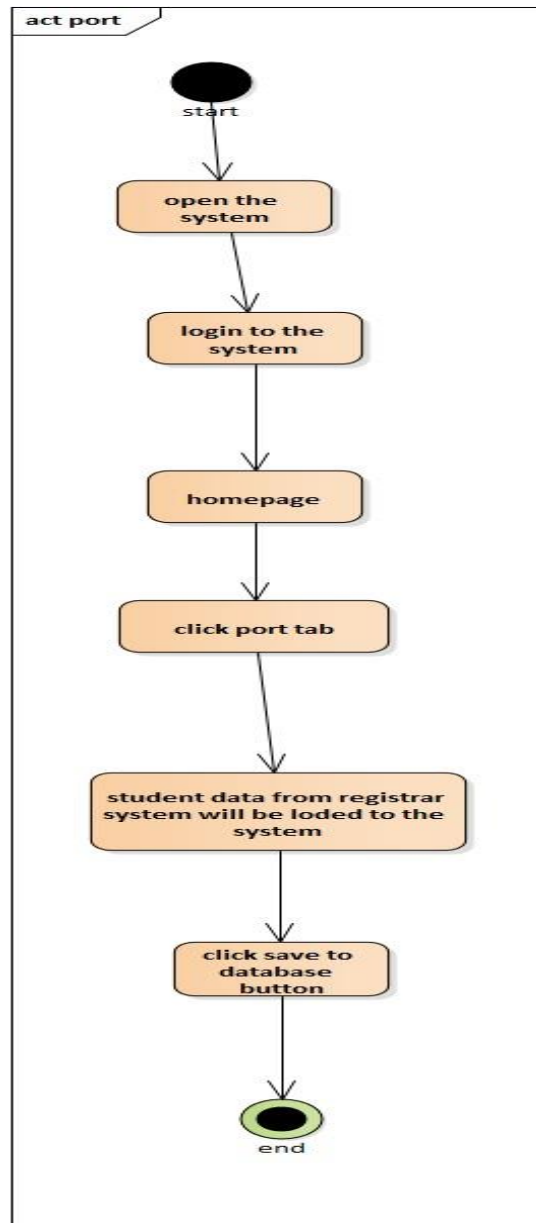 act port
start
open the
system
login to the
system
homepage
click port tab
student data from registrar
system will be loded to the
system
click save to
database
button
end